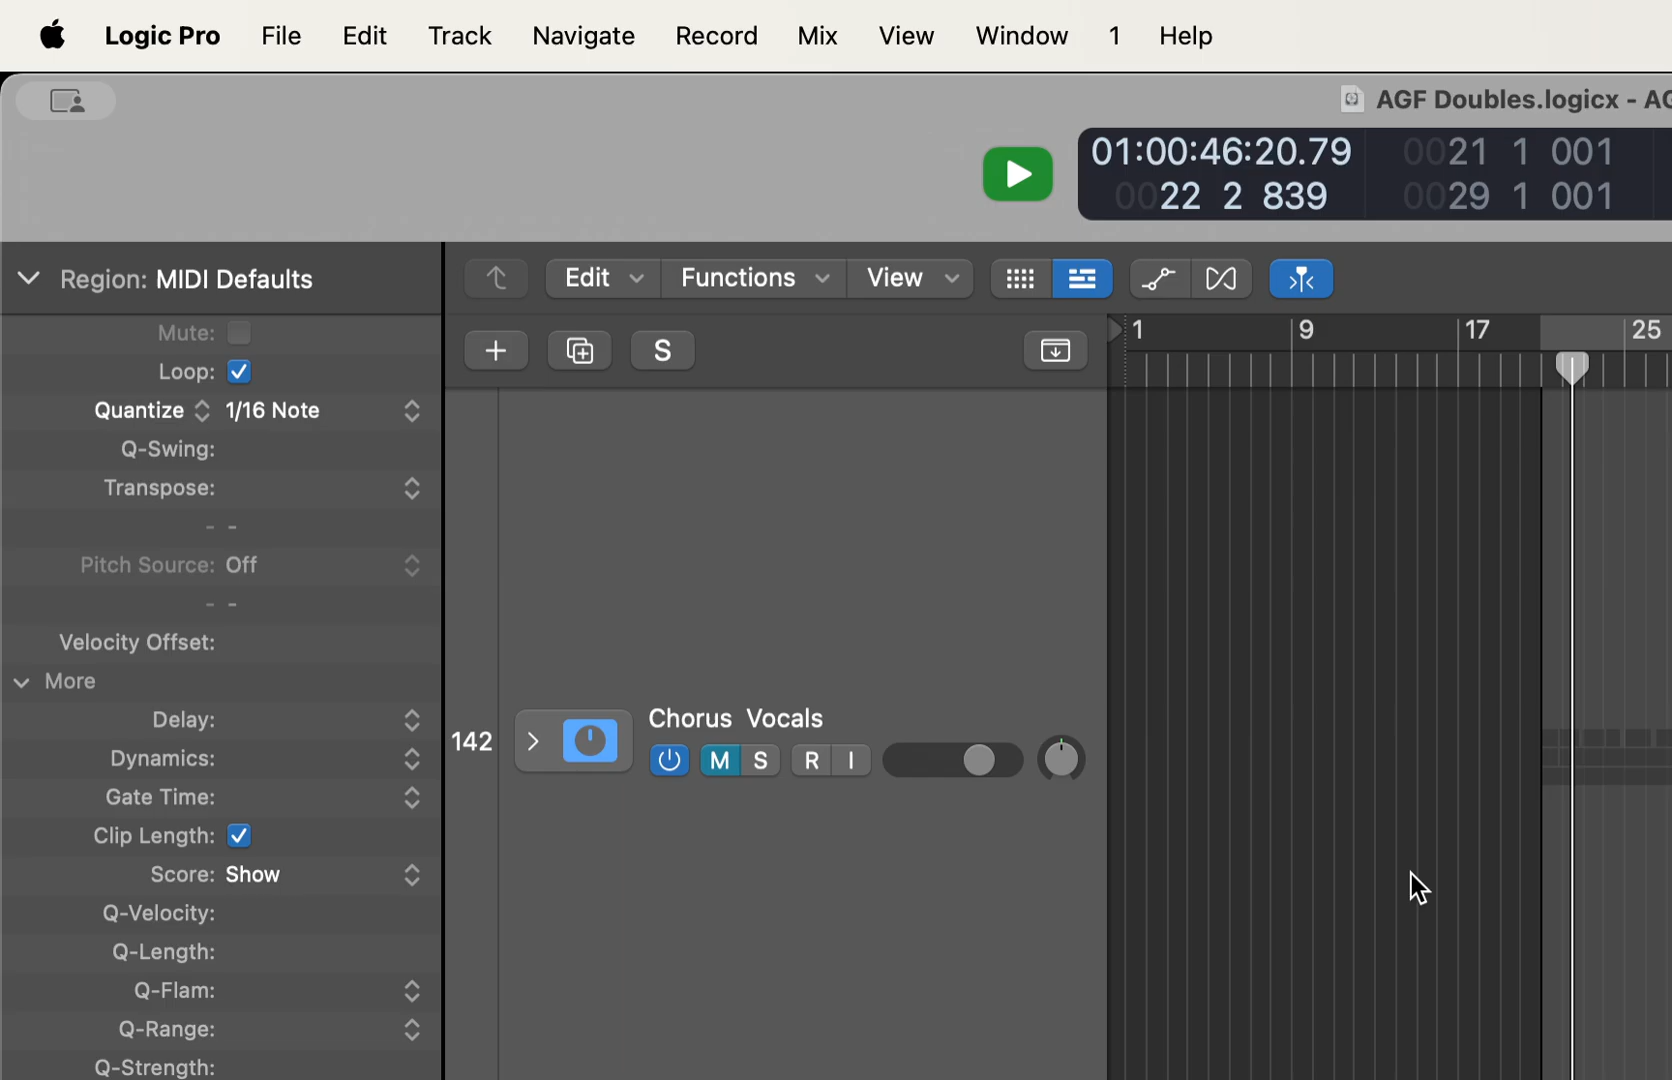 Logic Pro File Edit Track Navigate Record Mix View Window 1 Help
AGF Doubles.logicx - AG
01:00:46:20.79 0021 1 001
0022 2 839 0029 1 001
Region: MIDI Defaults
Edit Functions View
Mute:
Loop:
Quantize 1/16 Note
Q-Swing:
Transpose:
- -
Pitch Source: Off
- -
Velocity Offset:
More
Delay:
Dynamics:
Gate Time:
Clip Length:
Score: Show
Q-Velocity:
Q-Length:
Q-Flam:
Q-Range:
Q-Strength:
+ S
1 9 17 25
142
Chorus Vocals
M S R I